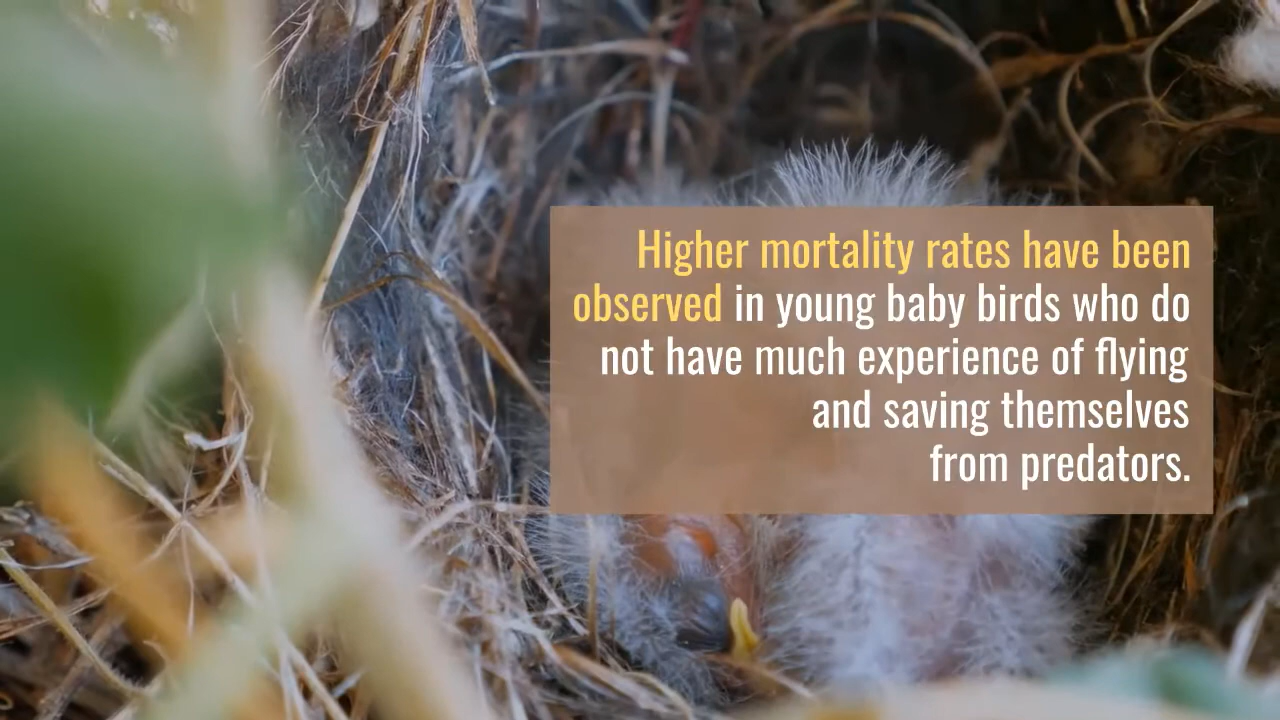 Higher mortality rates have been
observed in young baby birds who do
not have much experience of flying
and saving themselves
from predators.